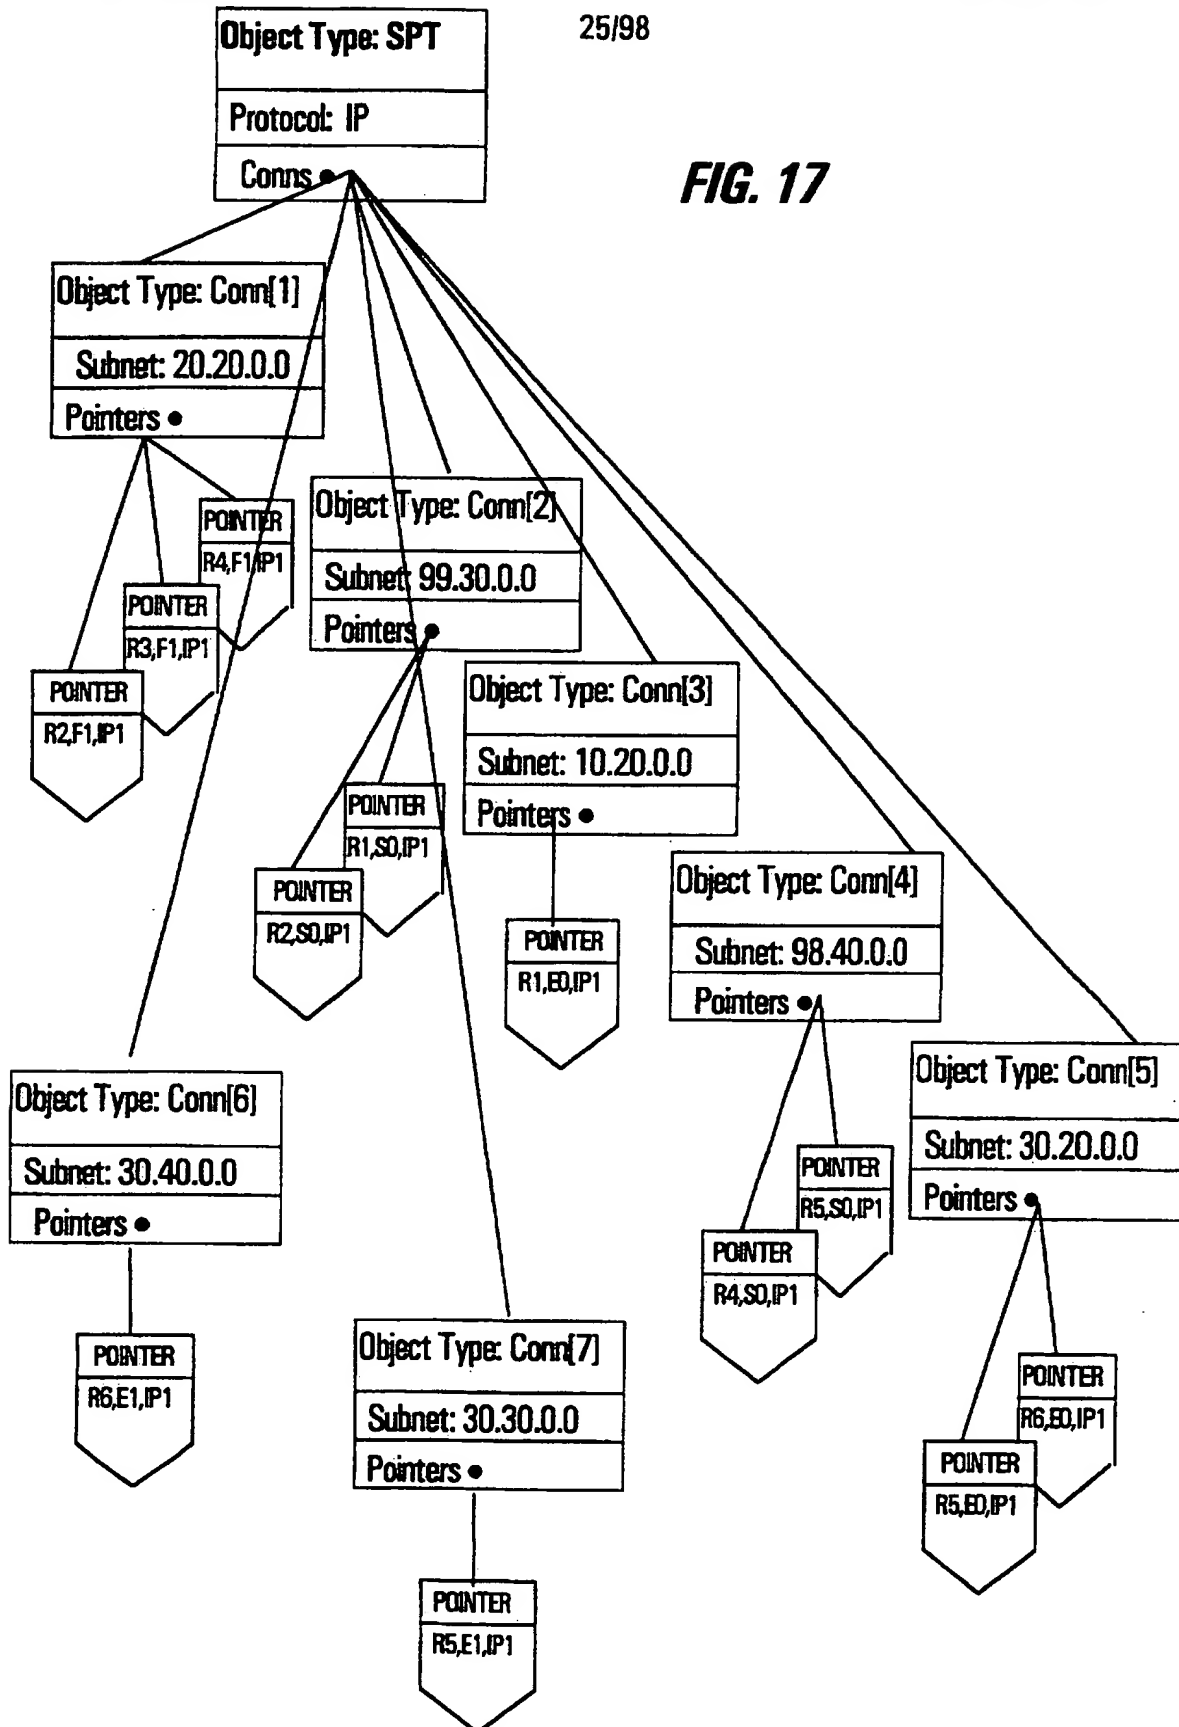 25/98
Object Type: SPT
Protocol: IP
Conns
FIG. 17
Object Type: Conn[1]
Subnet: 20.20.0.0
Pointers
POINTER
R4,F1,IP1
POINTER
R3,F1,IP1
POINTER
R2,F1,IP1
Object Type: Conn[2]
Subnet: 99.30.0.0
Pointers
POINTER
R1,S0,IP1
POINTER
R2,S0,IP1
Object Type: Conn[3]
Subnet: 10.20.0.0
Pointers
POINTER
R1,E0,IP1
Object Type: Conn[4]
Subnet: 98.40.0.0
Pointers
POINTER
R5,S0,IP1
POINTER
R4,S0,IP1
Object Type: Conn[5]
Subnet: 30.20.0.0
Pointers
POINTER
R6,E0,IP1
POINTER
R5,E0,IP1
Object Type: Conn[6]
Subnet: 30.40.0.0
Pointers
POINTER
R6,E1,IP1
Object Type: Conn[7]
Subnet: 30.30.0.0
Pointers
POINTER
R5,E1,IP1